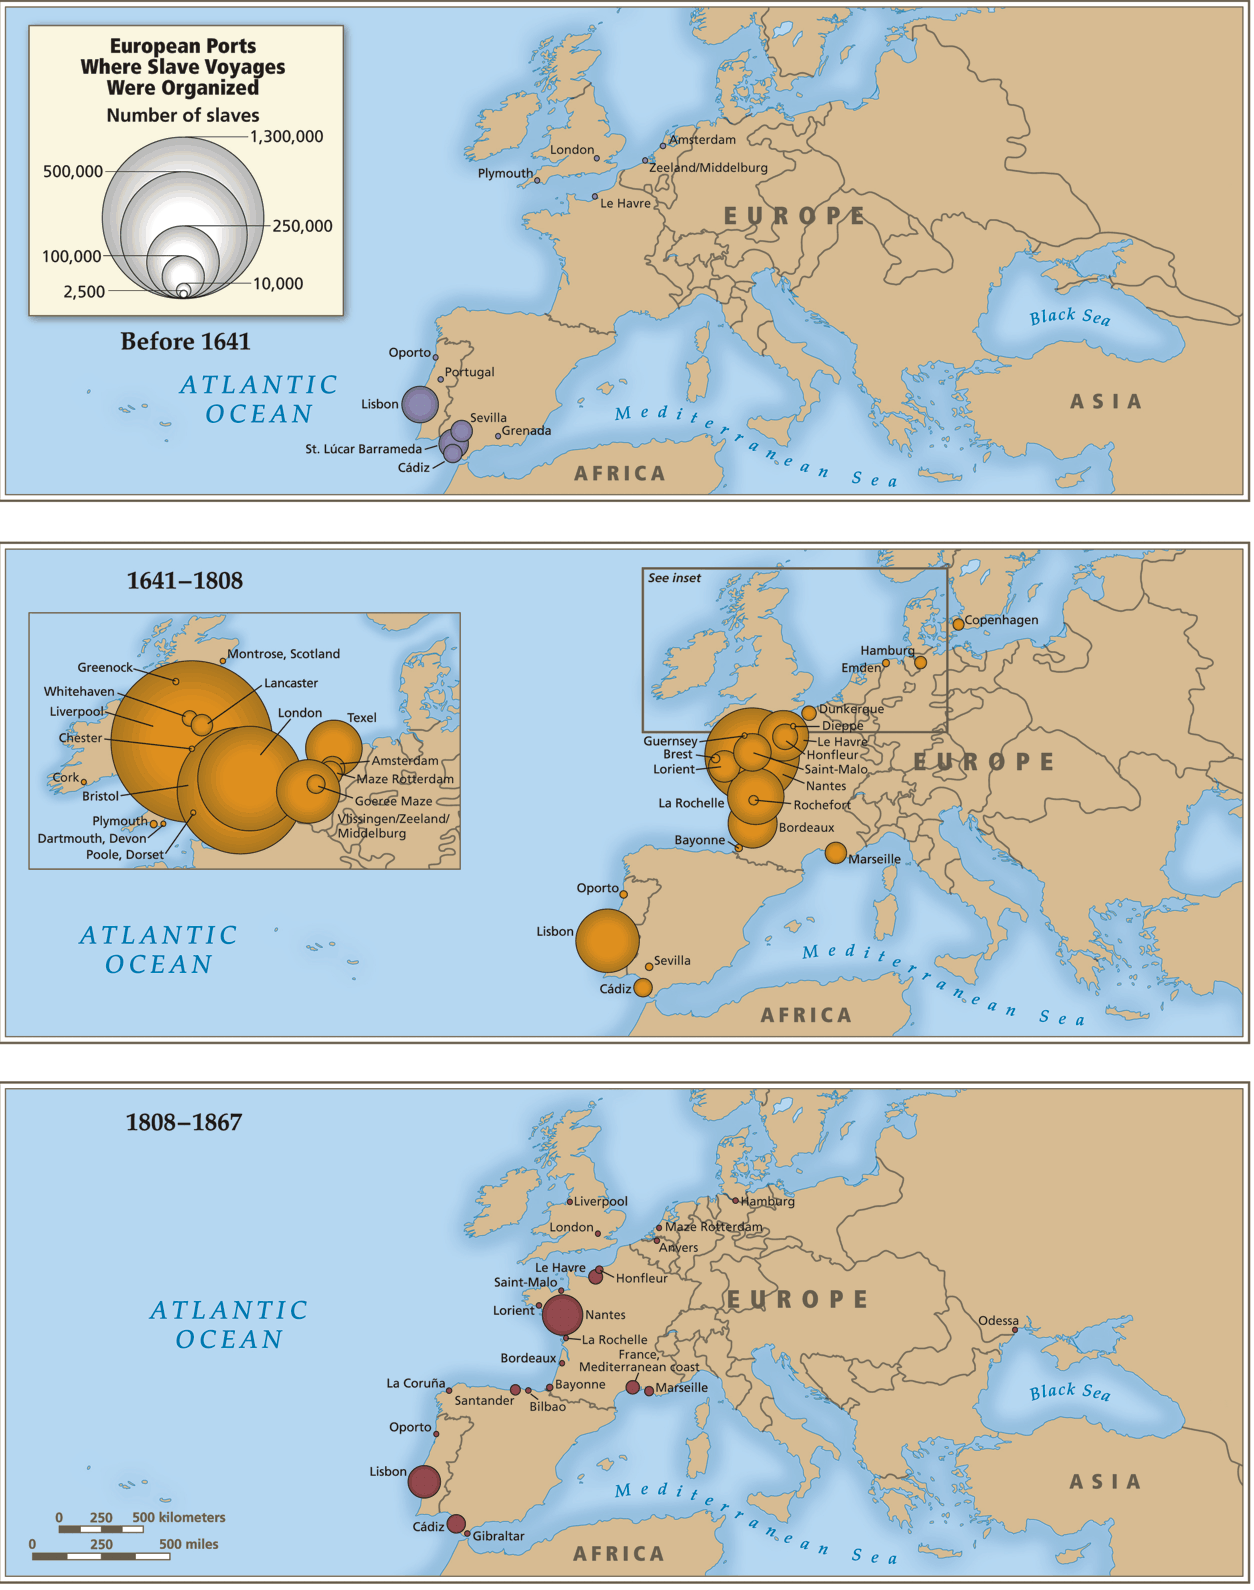 European Ports
Where Slave Voyages
Were Organized
Number of slaves
1,300,000
500,000
250,000
100,000
10,000
2,500
Before 1641
ATLANTIC
OCEAN
Amsterdam
London
Zeeland/Middelburg
Plymouth
Le Havre
EUROPE
Black Sea
Oporto
Portugal
Lisbon
Sevilla
Grenada
St. Lúcar Barrameda
Cádiz
Mediterranean Sea
AFRICA
ASIA
1641–1808
Montrose, Scotland
Greenock
Whitehaven
Lancaster
Liverpool
London
Texel
Chester
Amsterdam
Cork
Maze Rotterdam
Bristol
Goeree Maze
Plymouth
Vlissingen/Zeeland/
Middelburg
Dartmouth, Devon
Poole, Dorset
See inset
Copenhagen
Hamburg
Emden
Dunkerque
Dieppe
Guernsey
Le Havre
Brest
Honfleur
Lorient
Saint-Malo
Nantes
La Rochelle
Rochefort
Bordeaux
Bayonne
Marseille
EUROPE
Oporto
Lisbon
Sevilla
Cádiz
ATLANTIC
OCEAN
Mediterranean Sea
AFRICA
1808–1867
Liverpool
Hamburg
London
Maze Rotterdam
Anvers
Le Havre
Honfleur
Saint-Malo
Lorient
Nantes
EUROPE
ATLANTIC
OCEAN
La Rochelle
Odessa
Bordeaux
France,
Mediterranean coast
La Coruña
Bayonne
Marseille
Santander
Bilbao
Black Sea
Oporto
Lisbon
Cádiz
Gibraltar
Mediterranean Sea
ASIA
AFRICA
0 250 500 kilometers
0 250 500 miles